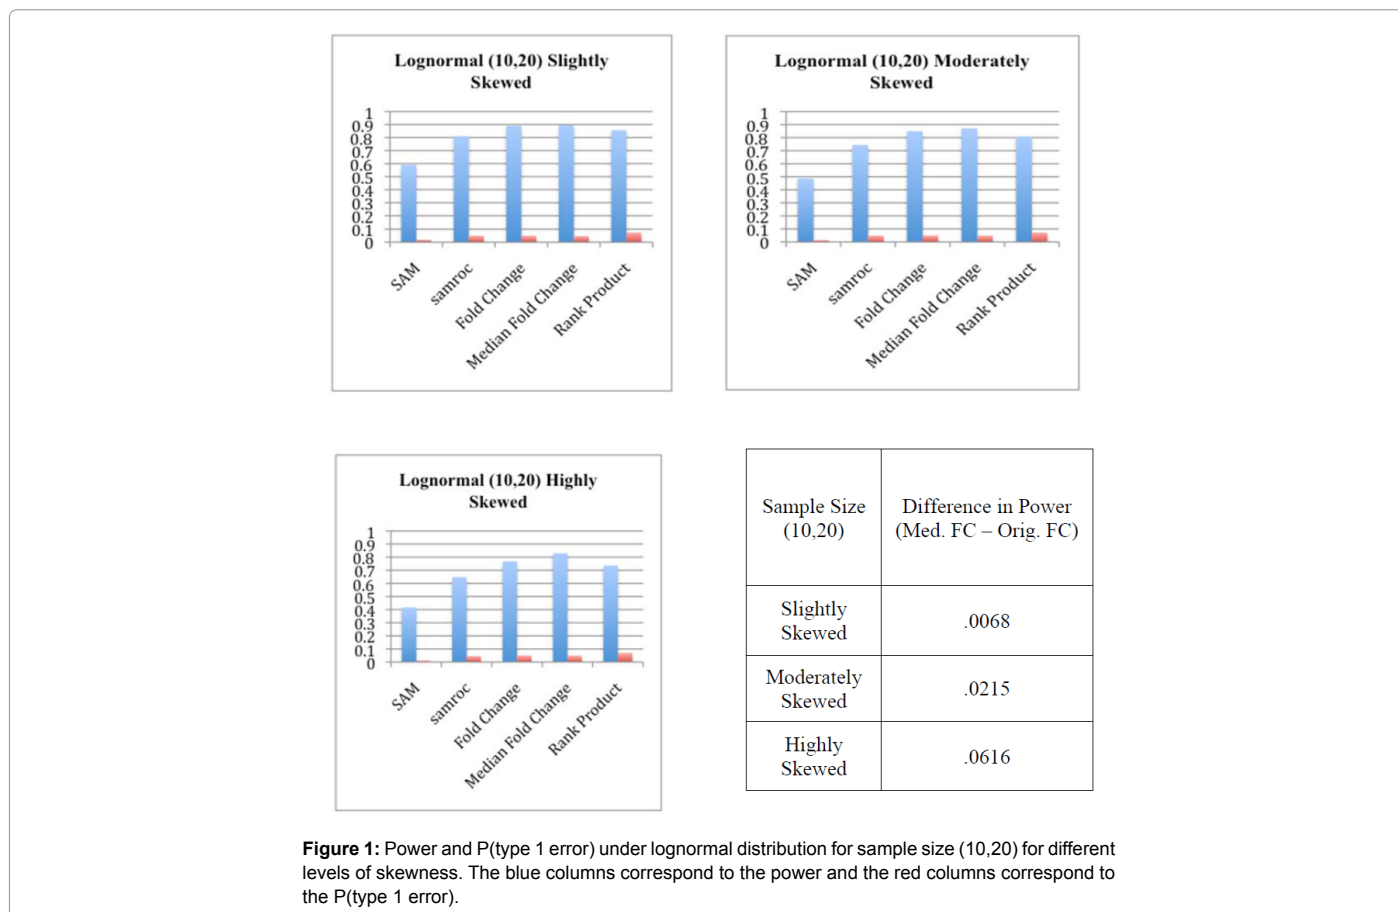 Lognormal (10,20) Slightly
Skewed
1
0.9
0.8
0.7
0.6
0.5
0.4
0.3
0.2
0.1
0
SAM
samroc
Fold Change
Median Fold Change
Rank Product
Lognormal (10,20) Moderately
Skewed
1
0.9
0.8
0.7
0.6
0.5
0.4
0.3
0.2
0.1
0
SAM
samroc
Fold Change
Median Fold Change
Rank Product
Lognormal (10,20) Highly
Skewed
1
0.9
0.8
0.7
0.6
0.5
0.4
0.3
0.2
0.1
0
SAM
samroc
Fold Change
Median Fold Change
Rank Product
Sample Size
(10,20)
Difference in Power
(Med. FC – Orig. FC)
Slightly
Skewed
.0068
Moderately
Skewed
.0215
Highly
Skewed
.0616
Figure 1: Power and P(type 1 error) under lognormal distribution for sample size (10,20) for different
levels of skewness. The blue columns correspond to the power and the red columns correspond to
the P(type 1 error).